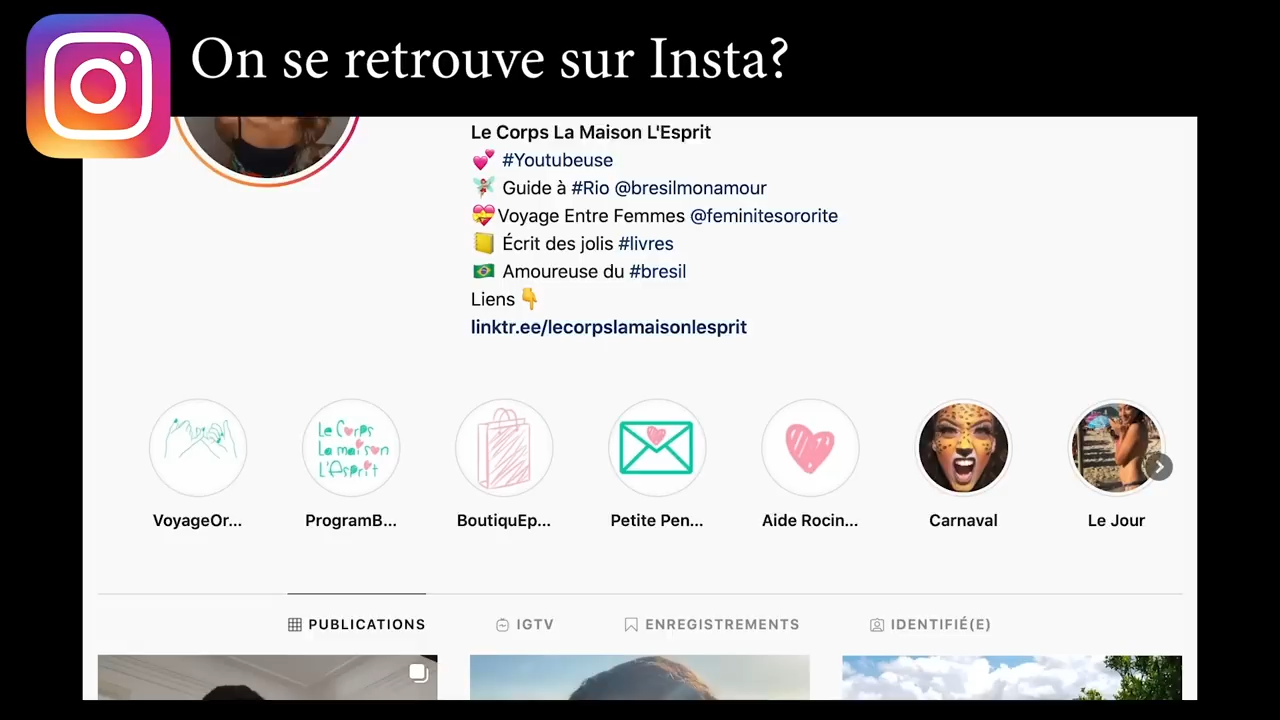 On se retrouve sur Insta?
Le Corps La Maison L'Esprit
💕 #Youtubeuse
🧚 Guide à #Rio @bresilmonamour
💝Voyage Entre Femmes @feminitesororite
📒 Écrit des jolis #livres
🇧🇷 Amoureuse du #bresil
Liens 👇
linktr.ee/lecorpslamaisonlesprit
Le Corps
La maison
L'Esprit
VoyageOr...
ProgramB...
BoutiquEp...
Petite Pen...
Aide Rocin...
Carnaval
Le Jour
PUBLICATIONS
IGTV
ENREGISTREMENTS
IDENTIFIÉ(E)